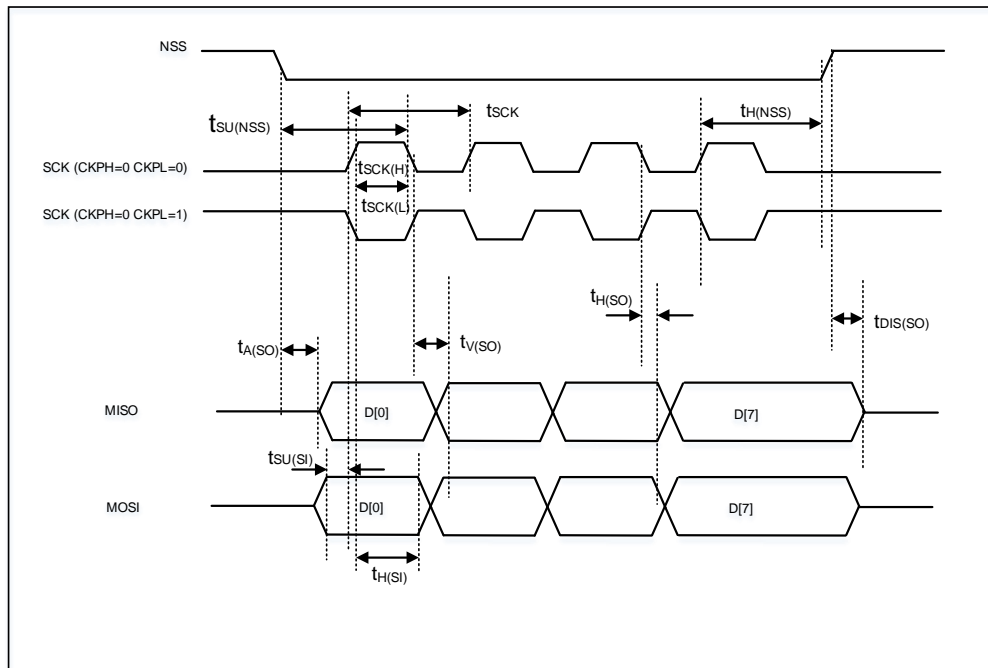 NSS
tSCK
tSU(NSS)
tH(NSS)
SCK (CKPH=0 CKPL=0)
tSCK(H)
tSCK(L)
SCK (CKPH=0 CKPL=1)
tH(SO)
tDIS(SO)
tA(SO)
tV(SO)
MISO
D[0]
D[7]
tSU(SI)
MOSI
D[0]
D[7]
tH(SI)